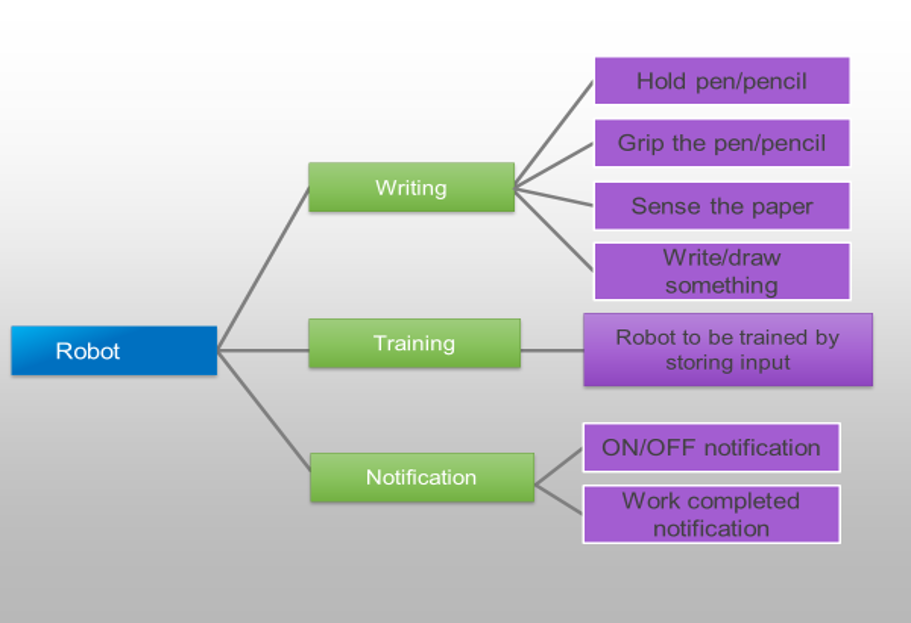 Robot
Writing
Hold pen/pencil
Grip the pen/pencil
Sense the paper
Write/draw
something
Training
Robot to be trained by
storing input
Notification
ON/OFF notification
Work completed
notification